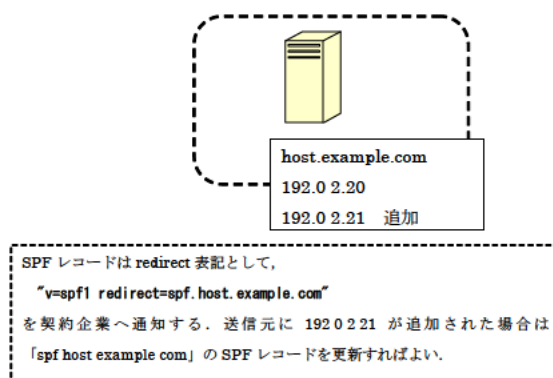 host.example.com
192.0 2.20
192.0 2.21 追加
SPF レコードは redirect 表記として，
"v=spf1 redirect=spf.host.example.com"
を契約企業へ通知する．送信元に 192 0 2 21 が追加された場合は
「spf host example com」の SPF レコードを更新すればよい．